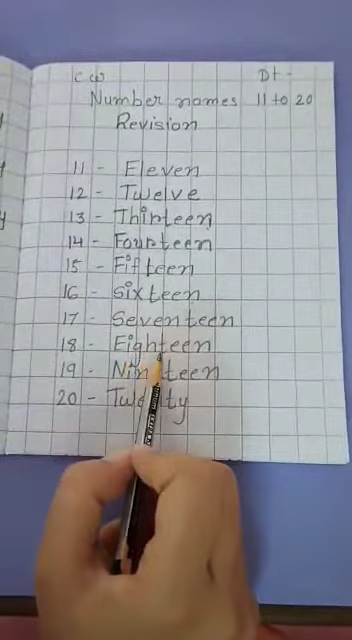 CW Dt -
Number names 11 to 20
Revision
11 - Eleven
12 - Twelve
13 - Thirteen
14 - Fourteen
15 - Fifteen
16 - Sixteen
17 - Seventeen
18 - Eighteen
19 -
20 -